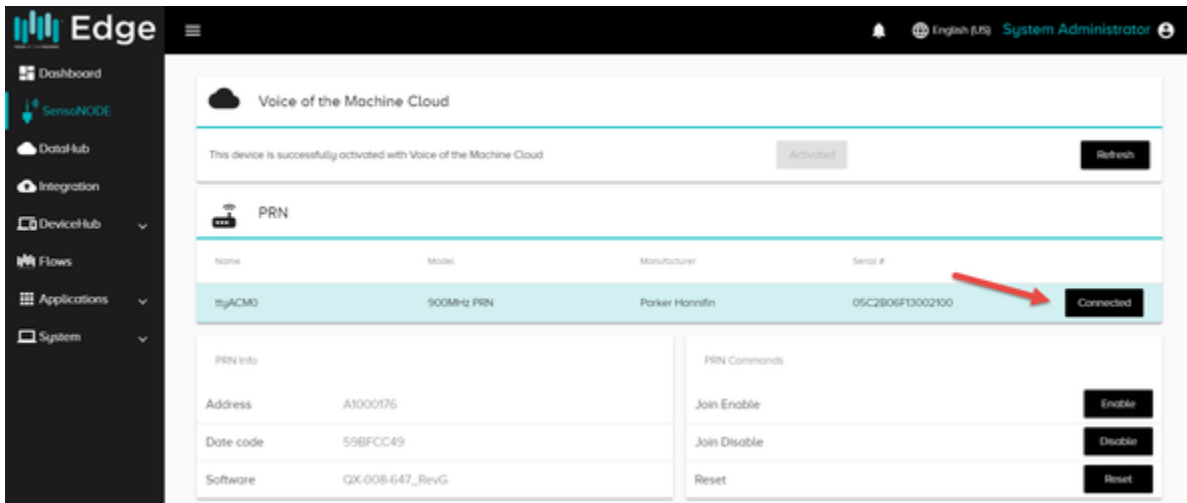 Edge
English (US) System Administrator
Dashboard
SensoNODE
DataHub
Integration
DeviceHub
Flows
Applications
System
Voice of the Machine Cloud
This device is successfully activated with Voice of the Machine Cloud
Activated
Refresh
PRN
Name Model Manufacturer Serial #
ttyACM0 900MHz PRN Parker Hannifin 05C2B06F13002100 Connected
PRN Info
Address A1000176
Date code 59BFCC49
Software QX-008-647_RevG
PRN Commands
Join Enable Enable
Join Disable Disable
Reset Reset